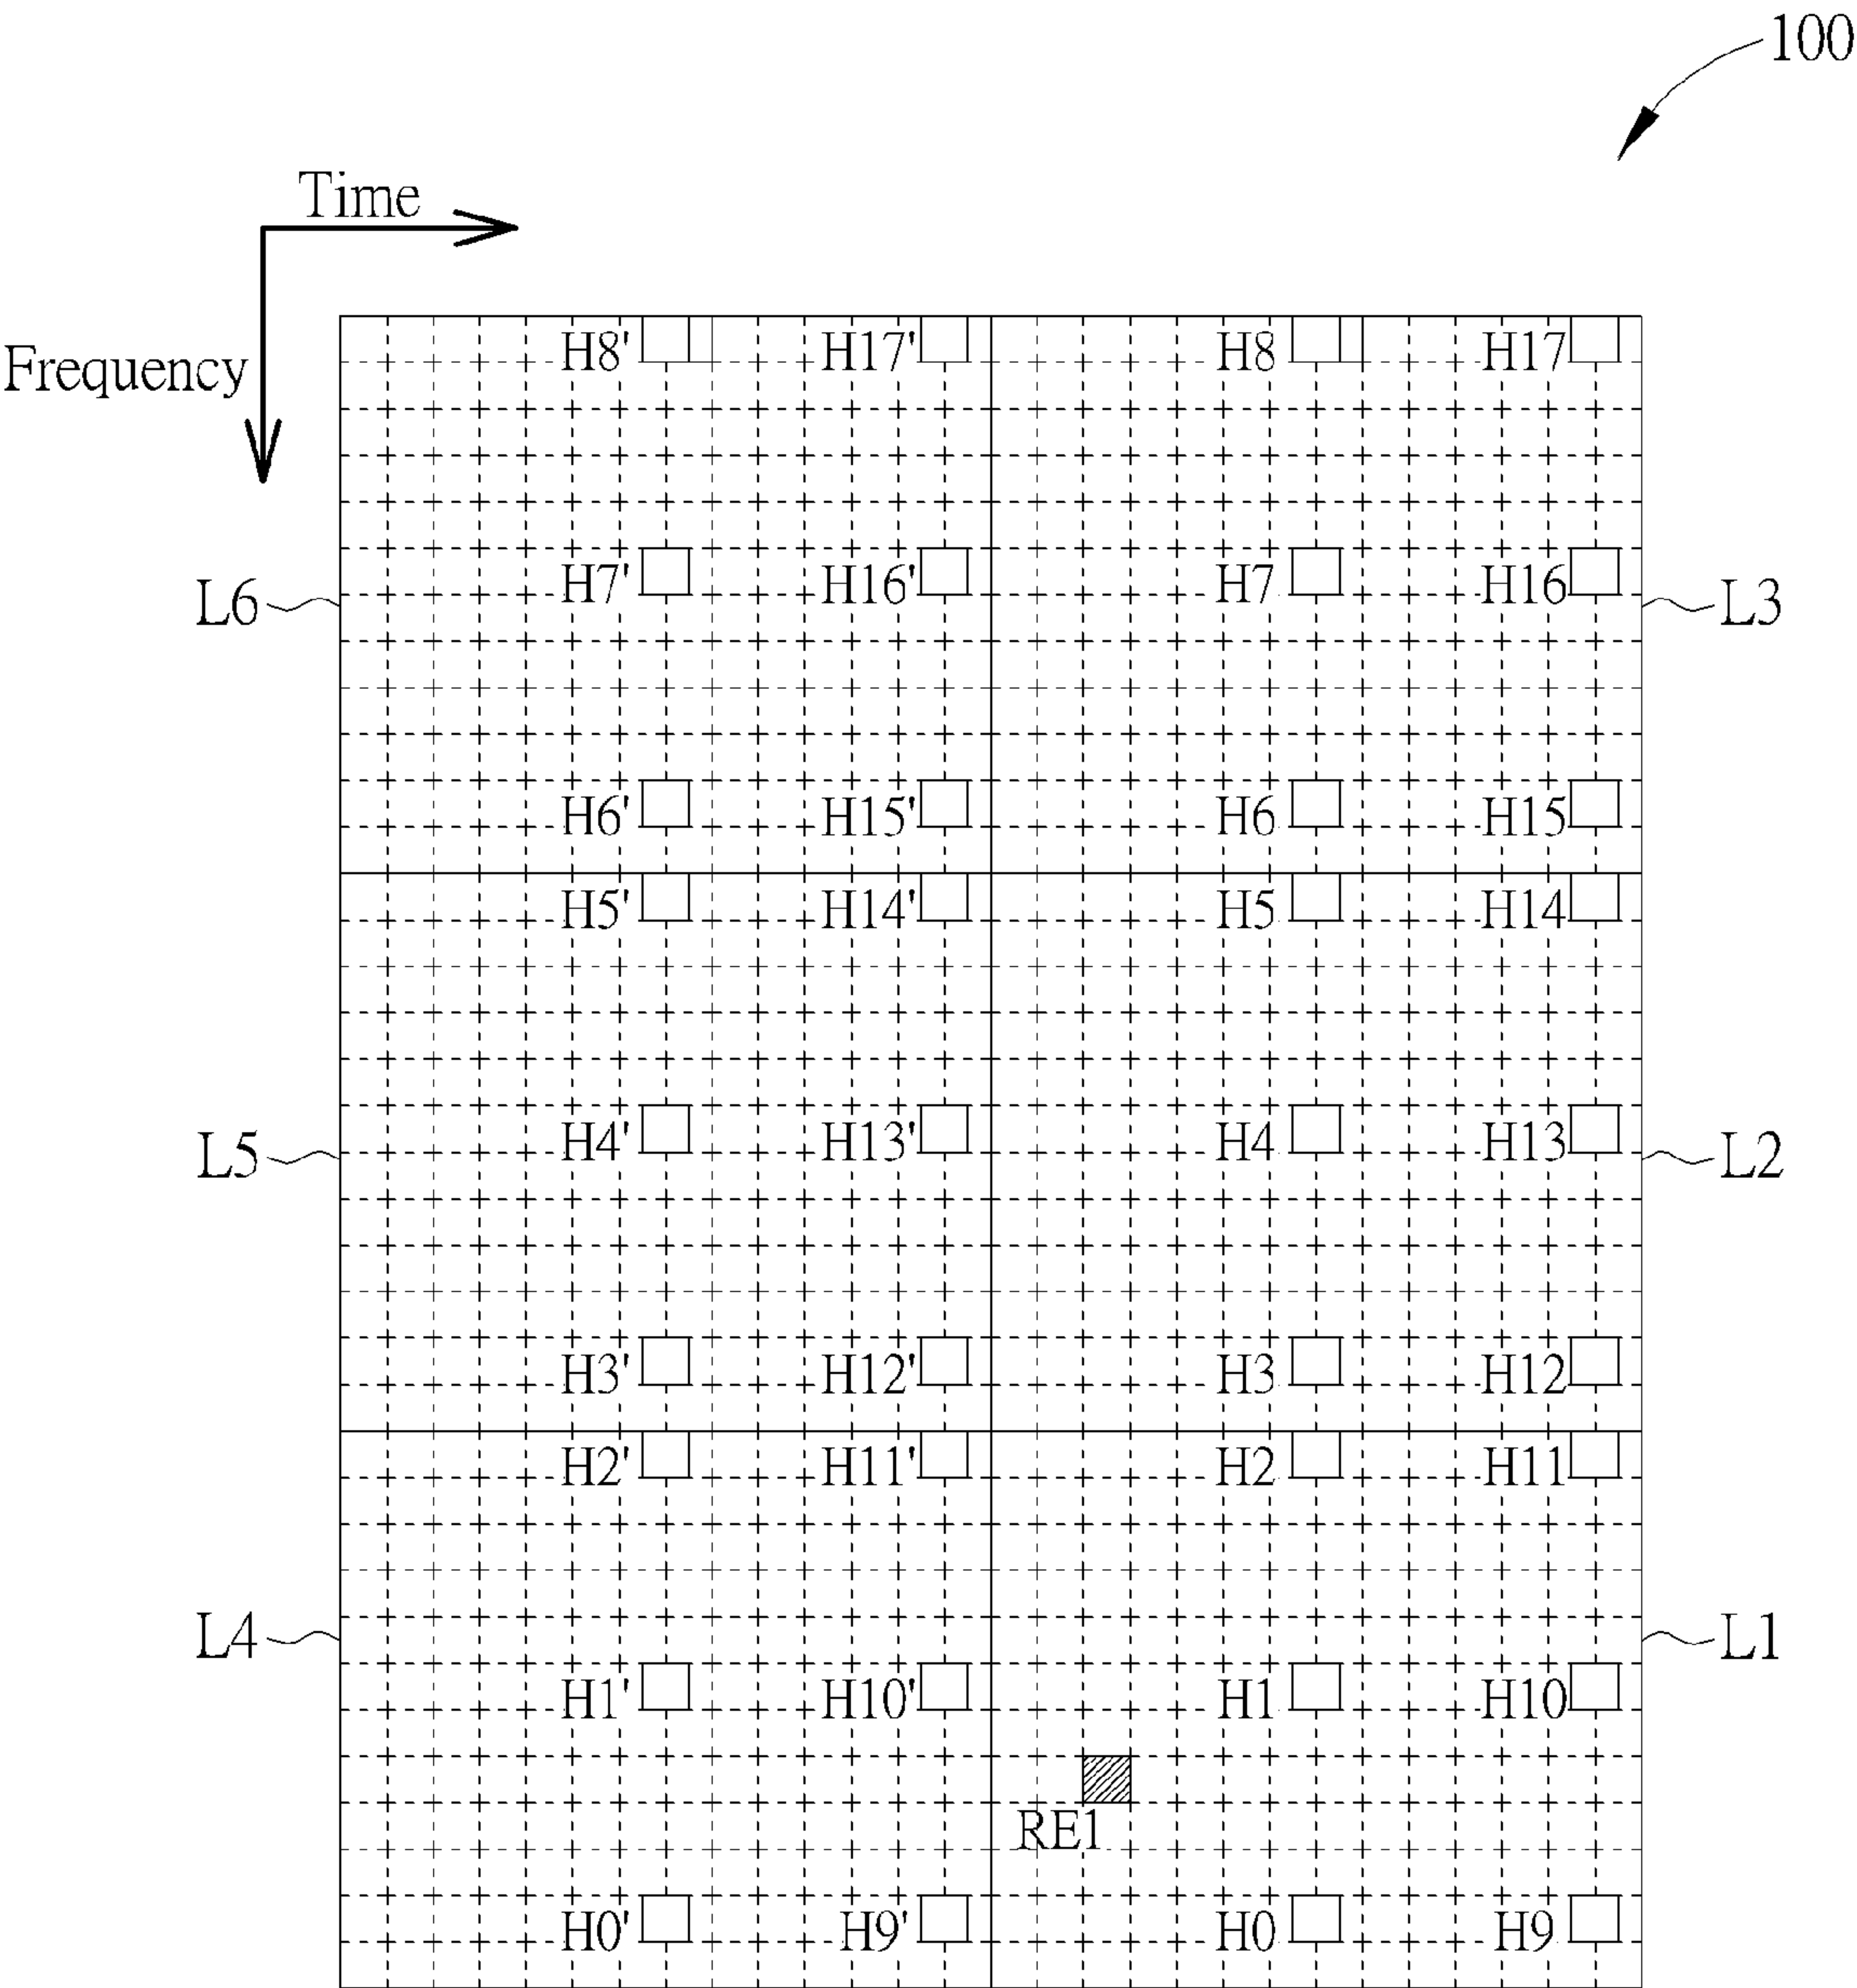 100
Time
Frequency
H8' H17' H8 H17
L6 H7' H16' H7 H16 L3
H6' H15' H6 H15
H5' H14' H5 H14
L5 H4' H13' H4 H13 L2
H3' H12' H3 H12
H2' H11' H2 H11
L4 L1
H1' H10' H1 H10
RE1
H0' H9' H0 H9